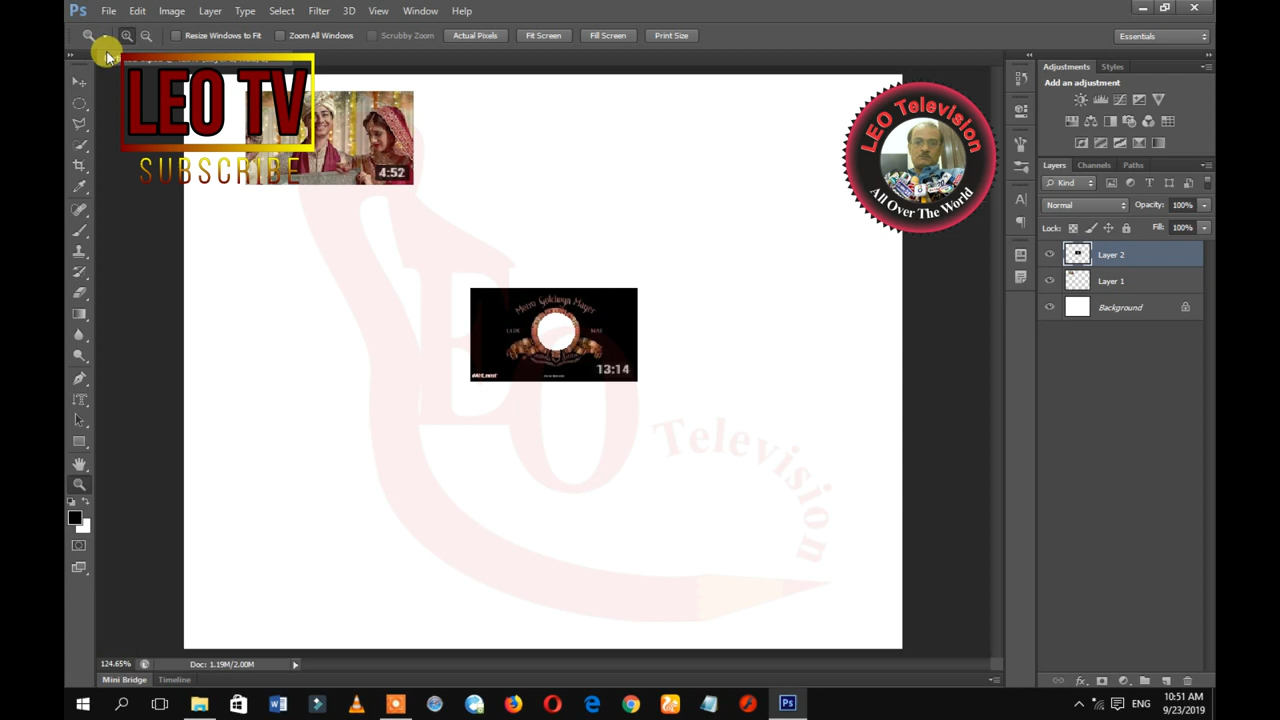 Ps File Edit Image Layer Type Select Filter 3D View Window Help
Resize Windows to Fit Zoom All Windows Scrubby Zoom Actual Pixels Fit Screen Fill Screen Print Size Essentials
LEO TV
SUBSCRIBE
4:52
LEO Television
All Over The World
Adjustments Styles
Add an adjustment
Layers Channels Paths
Kind
Normal Opacity: 100%
Lock: Fill: 100%
Layer 2
Layer 1
Background
Metro Goldwyn Mayer
13:14
LEO
Television
124.65% Doc: 1.19M/2.00M
Mini Bridge Timeline
ENG
10:51 AM
9/23/2019